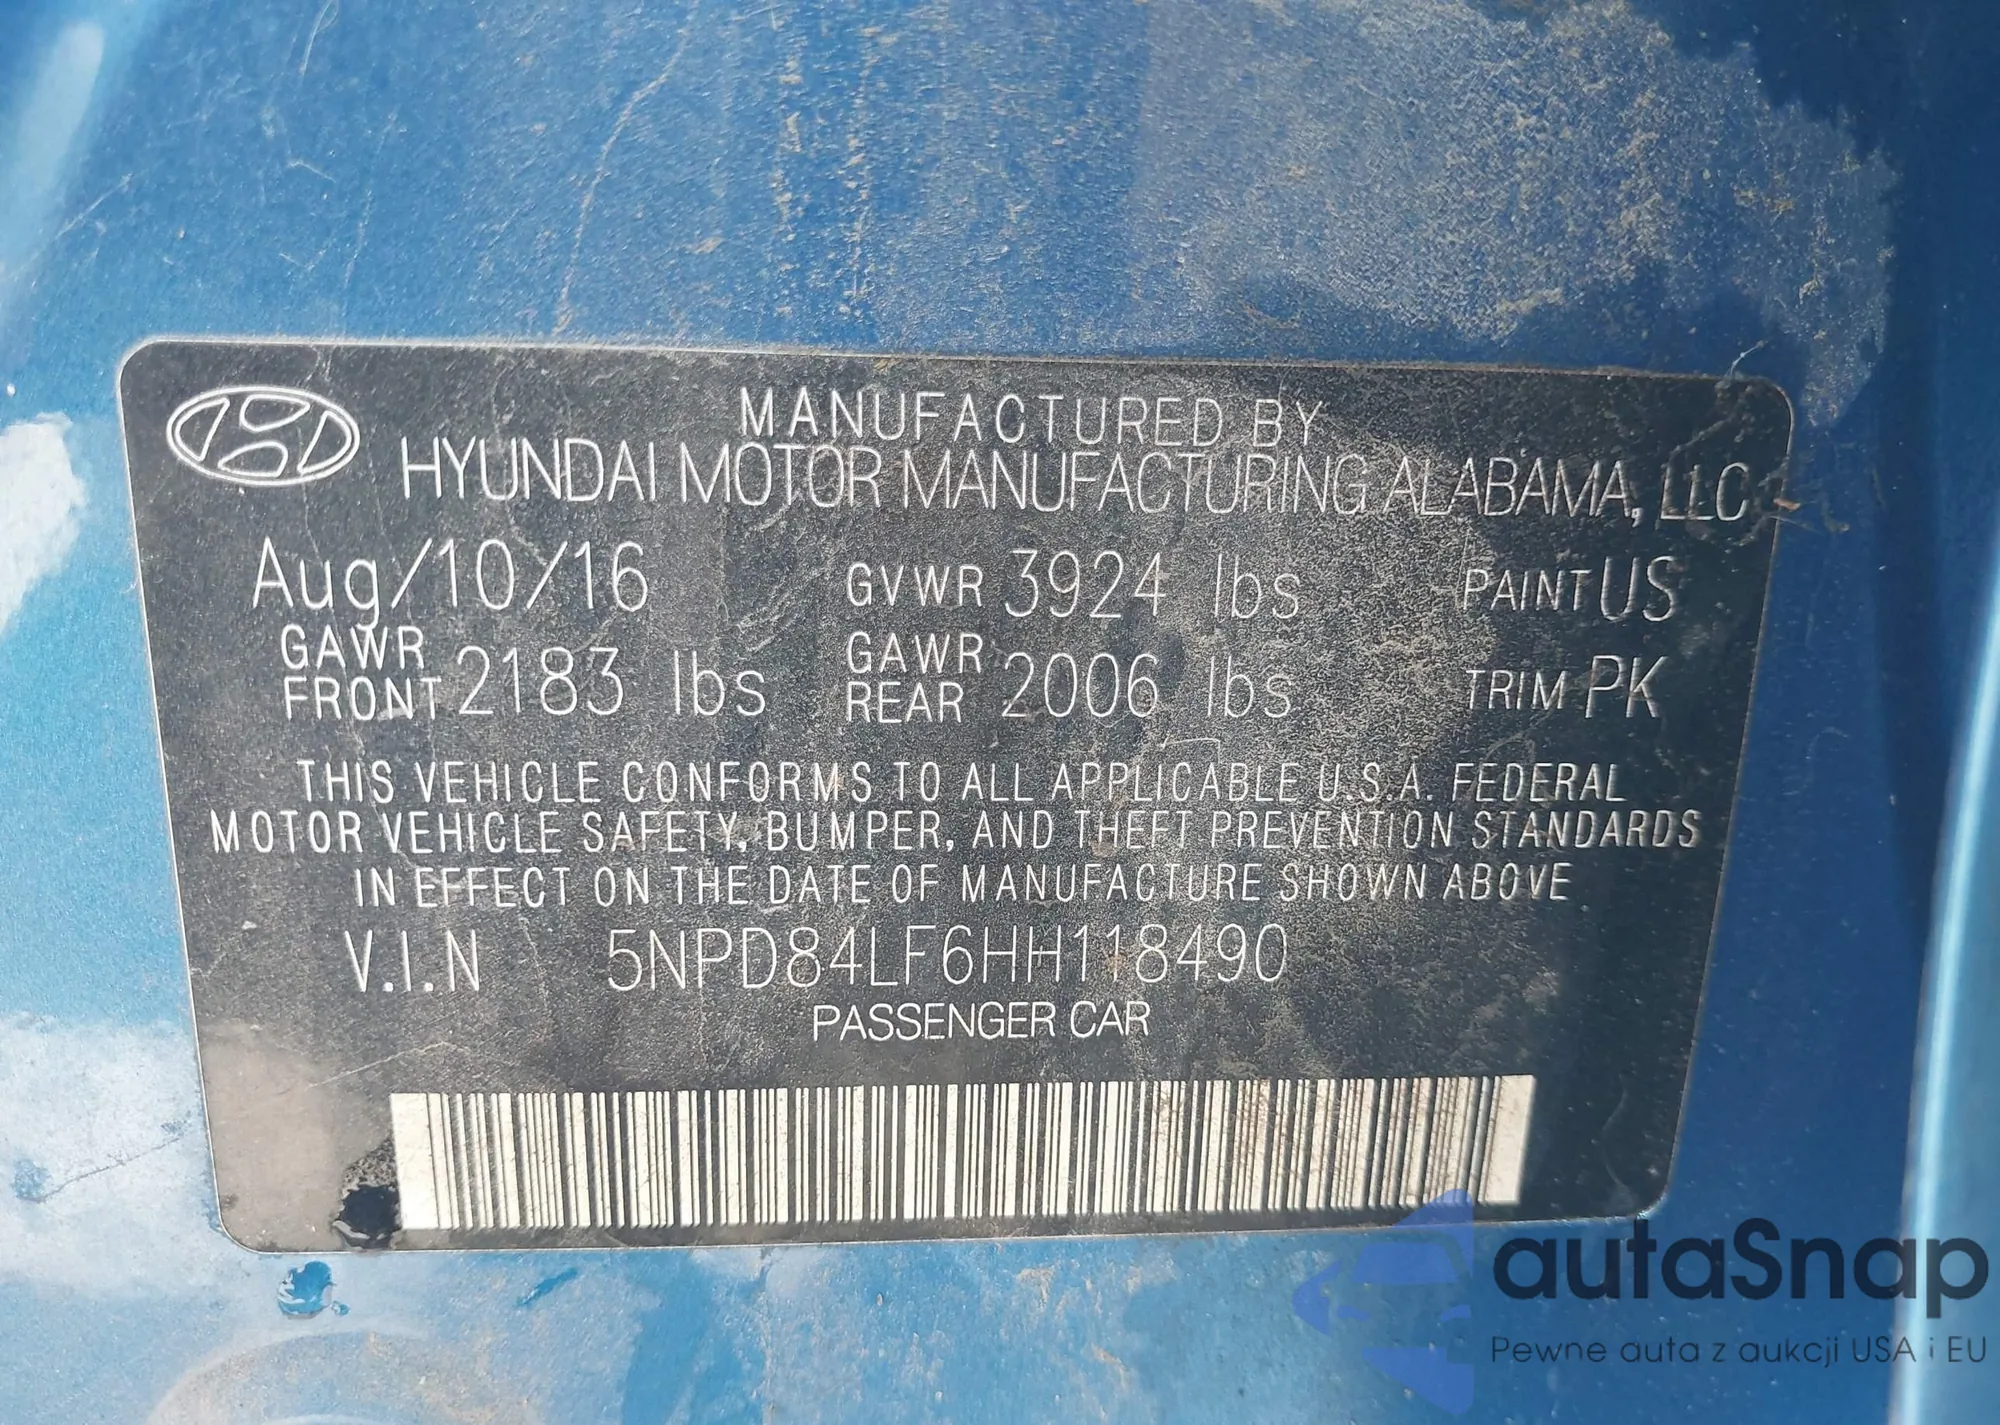 MANUFACTURED BY
HYUNDAI MOTOR MANUFACTURING ALABAMA, LLC
Aug/10/16 GVWR 3924 lbs PAINT US
GAWR FRONT 2183 lbs GAWR REAR 2006 lbs TRIM PK
THIS VEHICLE CONFORMS TO ALL APPLICABLE U.S.A. FEDERAL
MOTOR VEHICLE SAFETY, BUMPER, AND THEFT PREVENTION STANDARDS
IN EFFECT ON THE DATE OF MANUFACTURE SHOWN ABOVE
V.I.N 5NPD84LF6HH118490
PASSENGER CAR
autaSnap
Pewne auta z aukcji USA i EU